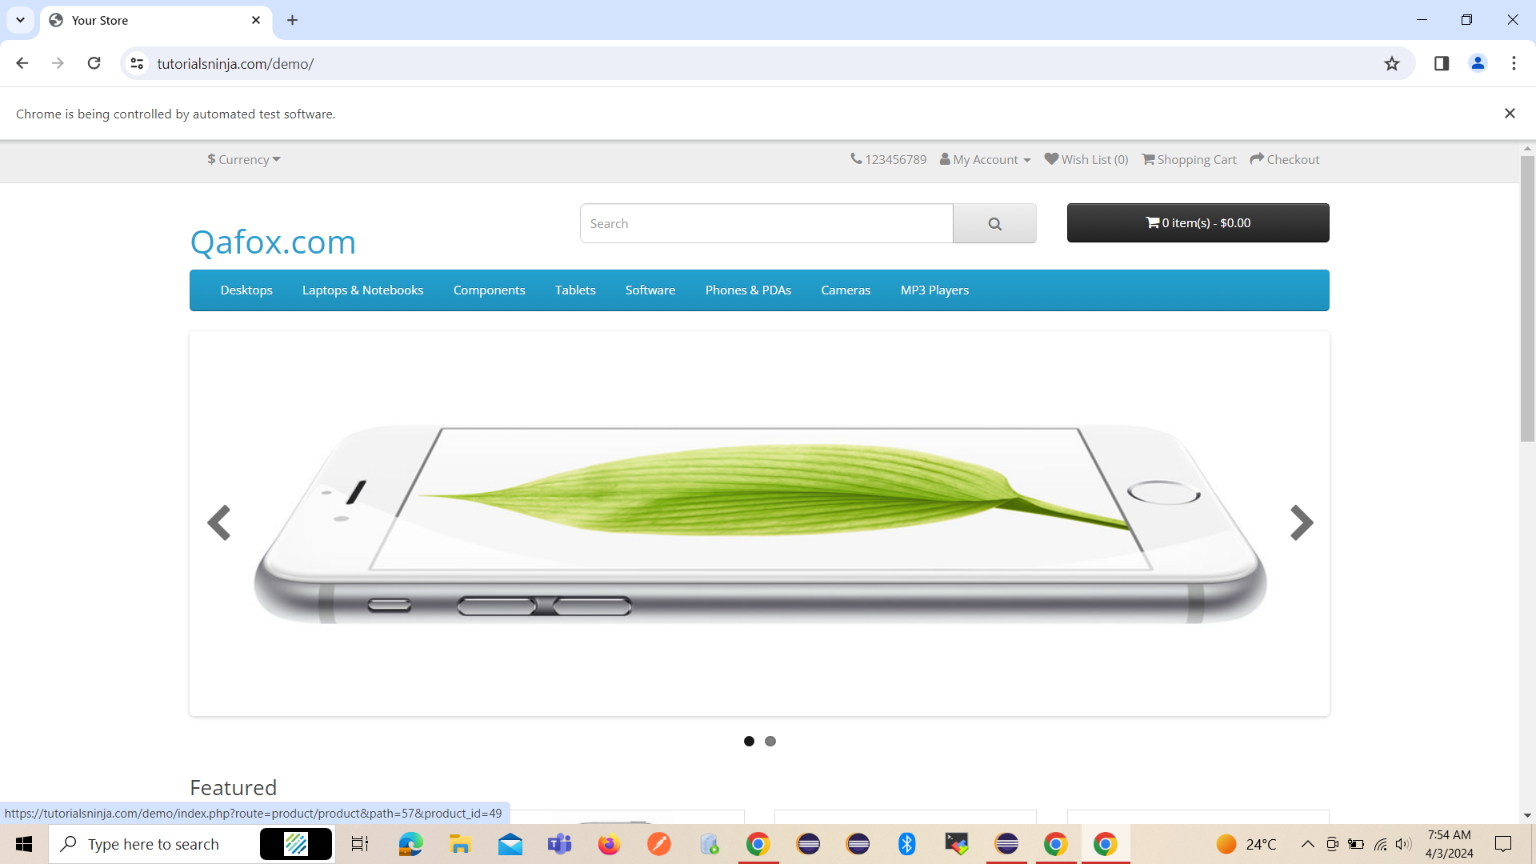 Your Store
tutorialsninja.com/demo/
Chrome is being controlled by automated test software.
$ Currency
123456789 My Account Wish List (0) Shopping Cart Checkout
Search
0 item(s) - $0.00
Qafox.com
Desktops Laptops & Notebooks Components Tablets Software Phones & PDAs Cameras MP3 Players
Featured
https://tutorialsninja.com/demo/index.php?route=product/product&path=57&product_id=49
Type here to search
24°C
7:54 AM
4/3/2024